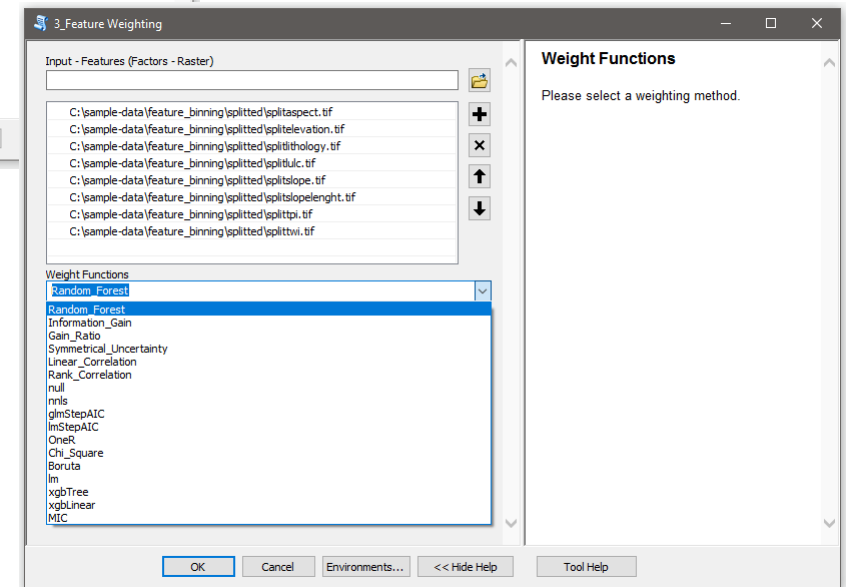 3_Feature Weighting
Input - Features (Factors - Raster)
C:\sample-data\feature_binning\splitted\splitaspect.tif
C:\sample-data\feature_binning\splitted\splitelevation.tif
C:\sample-data\feature_binning\splitted\splitlithology.tif
C:\sample-data\feature_binning\splitted\splitlulc.tif
C:\sample-data\feature_binning\splitted\splitslope.tif
C:\sample-data\feature_binning\splitted\splitslopelenght.tif
C:\sample-data\feature_binning\splitted\splittpi.tif
C:\sample-data\feature_binning\splitted\splittwi.tif
Weight Functions
Random_Forest
Random_Forest
Information_Gain
Gain_Ratio
Symmetrical_Uncertainty
Linear_Correlation
Rank_Correlation
null
nnls
glmStepAIC
lmStepAIC
OneR
Chi_Square
Boruta
lm
xgbTree
xgbLinear
MIC
Weight Functions
Please select a weighting method.
OK Cancel Environments... << Hide Help Tool Help